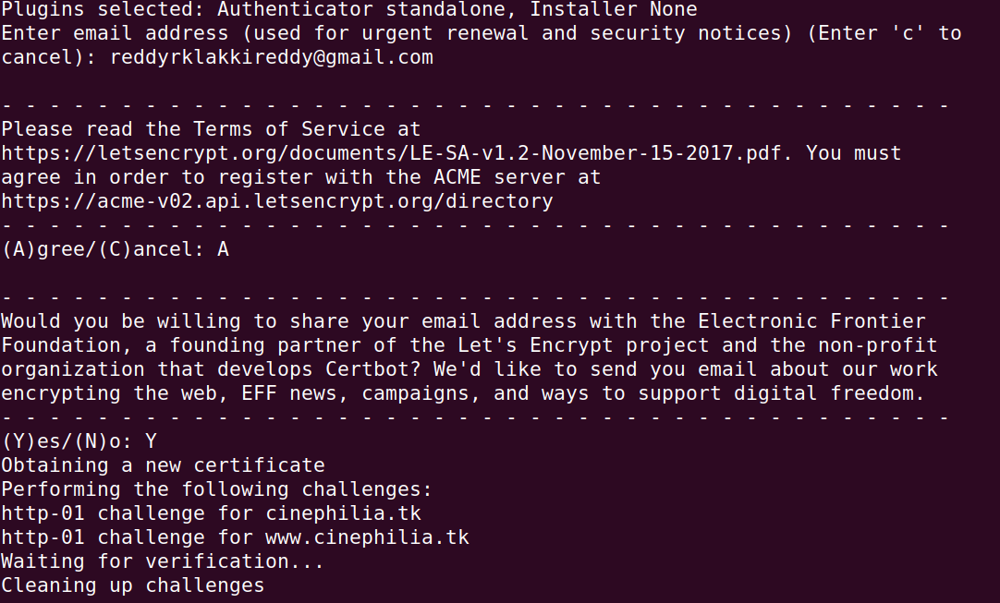 Plugins selected: Authenticator standalone, Installer None
Enter email address (used for urgent renewal and security notices) (Enter 'c' to
cancel): reddyrklakkireddy@gmail.com
- - - - - - - - - - - - - - - - - - - - - - - - - - - - - - - - - - - - - - - -
Please read the Terms of Service at
https://letsencrypt.org/documents/LE-SA-v1.2-November-15-2017.pdf. You must
agree in order to register with the ACME server at
https://acme-v02.api.letsencrypt.org/directory
- - - - - - - - - - - - - - - - - - - - - - - - - - - - - - - - - - - - - - - -
(A)gree/(C)ancel: A
- - - - - - - - - - - - - - - - - - - - - - - - - - - - - - - - - - - - - - - -
Would you be willing to share your email address with the Electronic Frontier
Foundation, a founding partner of the Let's Encrypt project and the non-profit
organization that develops Certbot? We'd like to send you email about our work
encrypting the web, EFF news, campaigns, and ways to support digital freedom.
- - - - - - - - - - - - - - - - - - - - - - - - - - - - - - - - - - - - - - - -
(Y)es/(N)o: Y
Obtaining a new certificate
Performing the following challenges:
http-01 challenge for cinephilia.tk
http-01 challenge for www.cinephilia.tk
Waiting for verification...
Cleaning up challenges